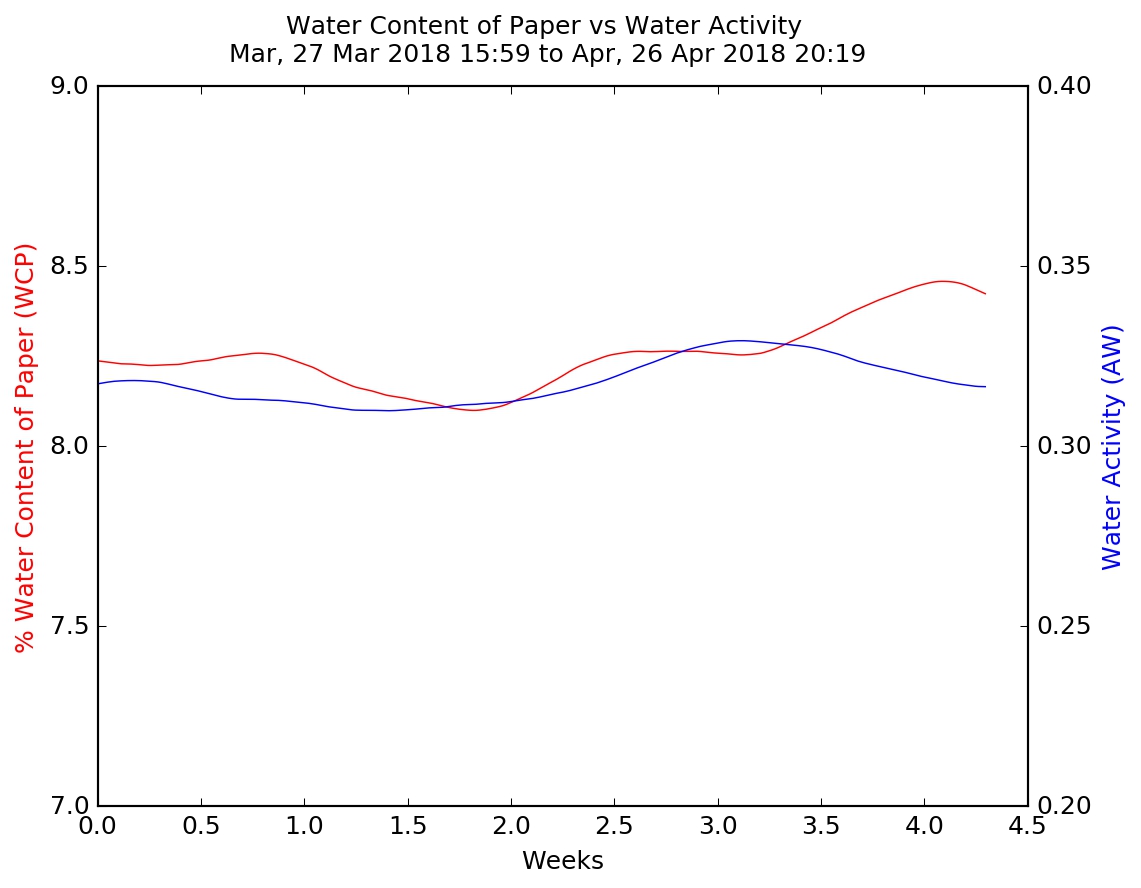 Water Content of Paper vs Water Activity
Mar, 27 Mar 2018 15:59 to Apr, 26 Apr 2018 20:19
9.0
8.5
8.0
7.5
7.0
% Water Content of Paper (WCP)
0.40
0.35
0.30
0.25
0.20
Water Activity (AW)
0.0 0.5 1.0 1.5 2.0 2.5 3.0 3.5 4.0 4.5
Weeks